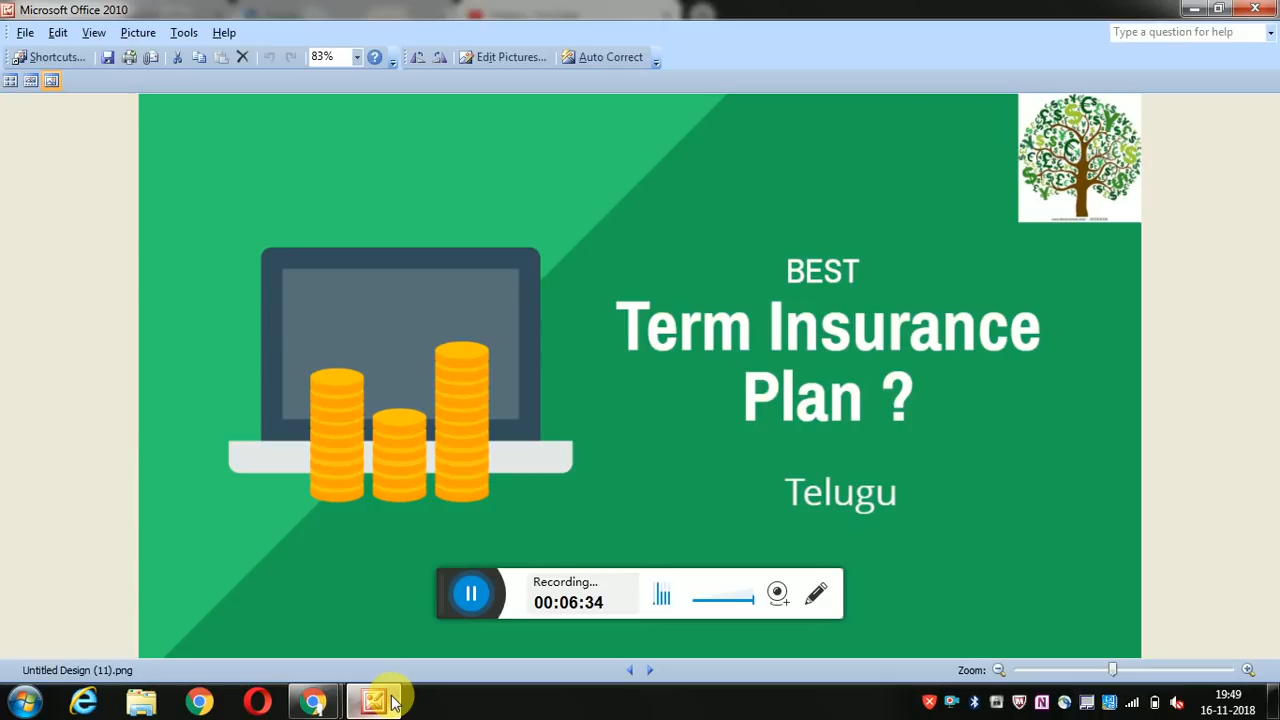 Microsoft Office 2010
File Edit View Picture Tools Help
Type a question for help
Shortcuts... 83% Edit Pictures... Auto Correct
BEST
Term Insurance
Plan ?
Telugu
Recording...
00:06:34
Untitled Design (11).png
Zoom:
19:49
16-11-2018